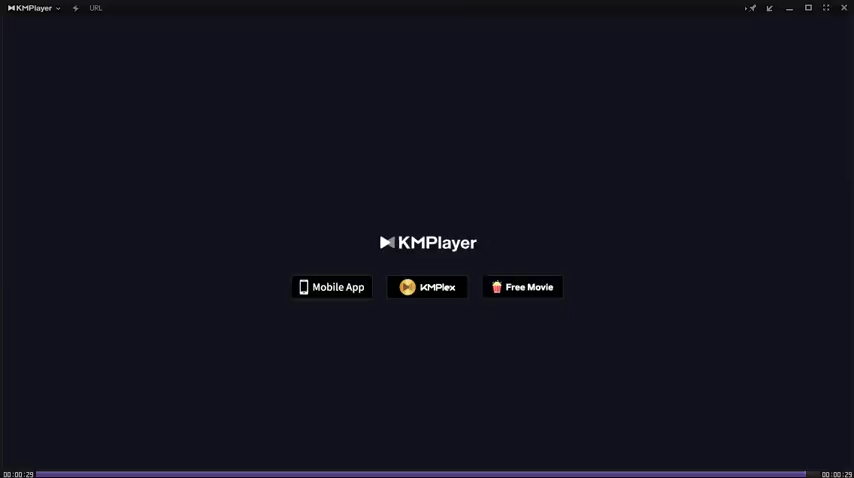 KMPlayer
URL
KMPlayer
Mobile App
KMPlex
Free Movie
00:00:29
00:00:29